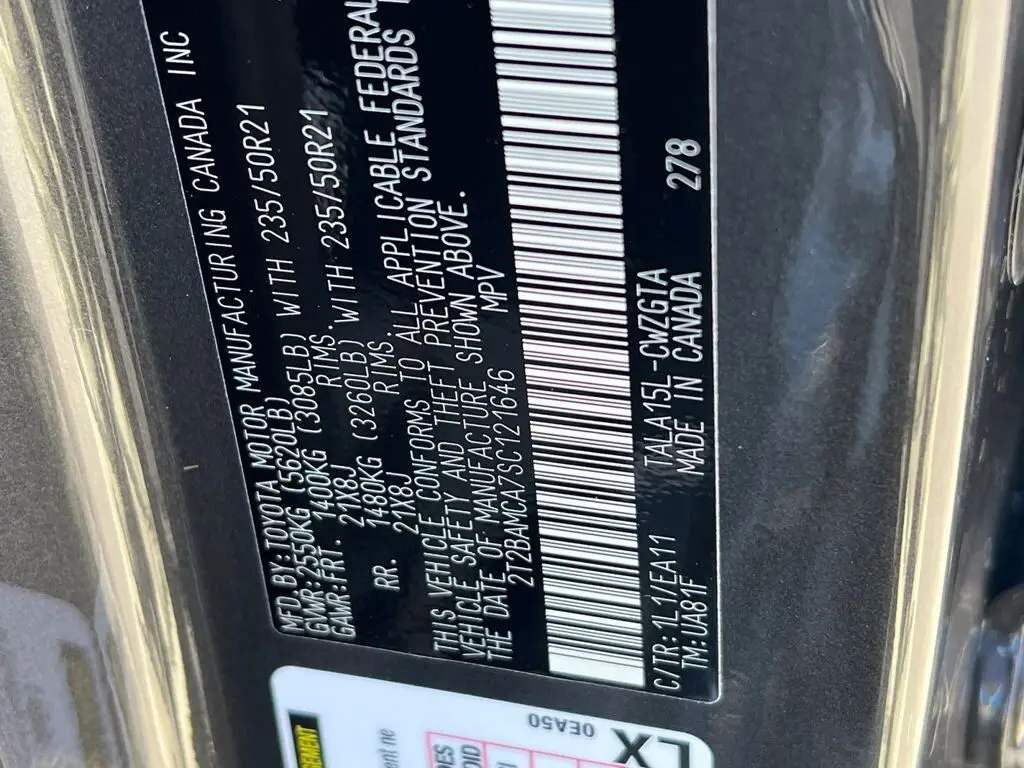 MFD.BY:TOYOTA MOTOR MANUFACTURING CANADA INC
GVWR:2550KG (5620LB)
GAWR:FRT. 1400KG (3085LB) WITH 235/50R21
21X8J RIMS.
RR. 1480KG (3260LB) WITH 235/50R21
21X8J RIMS.
THIS VEHICLE CONFORMS TO ALL APPLICABLE FEDERAL
VEHICLE SAFETY AND THEFT PREVENTION STANDARDS
THE DATE OF MANUFACTURE SHOWN ABOVE.
2T2BAMCA7SC121646 MPV
C/TR:1L1/EA11 TALA15L-CWZGTA 278
TM:UA81F MADE IN CANADA
0EA50
LX